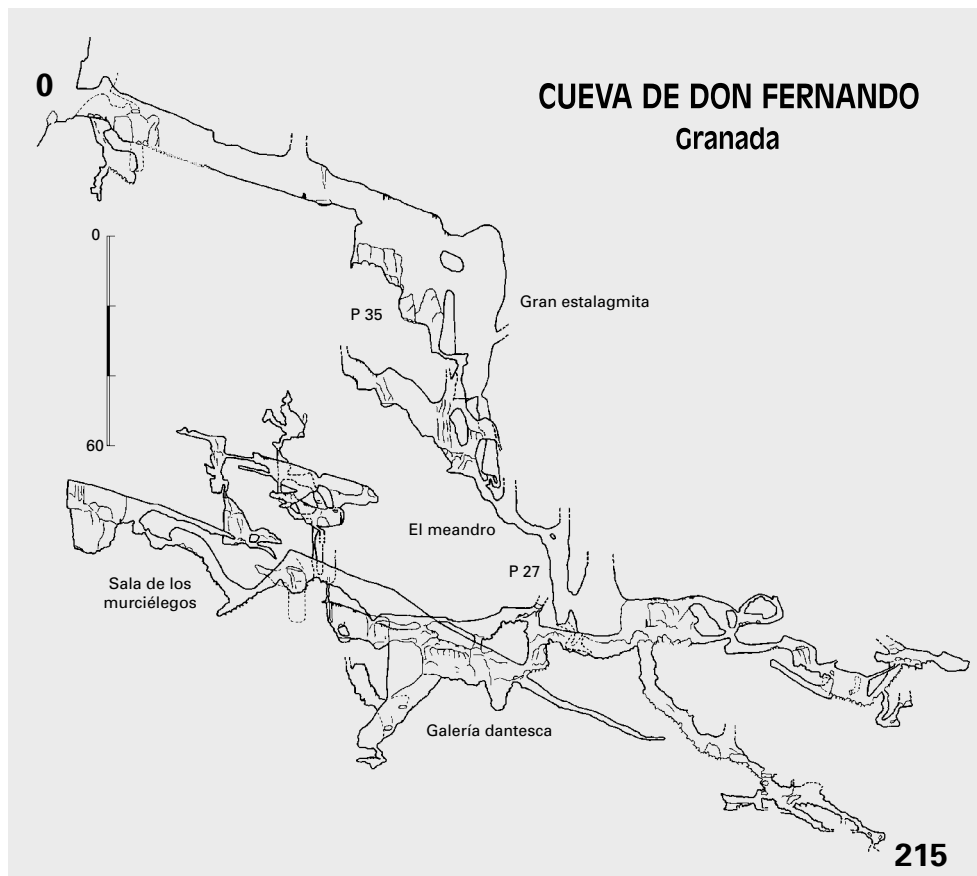 0
CUEVA DE DON FERNANDO
Granada
0
Gran estalagmita
P 35
60
El meandro
P 27
Sala de los
murciélegos
Galería dantesca
215